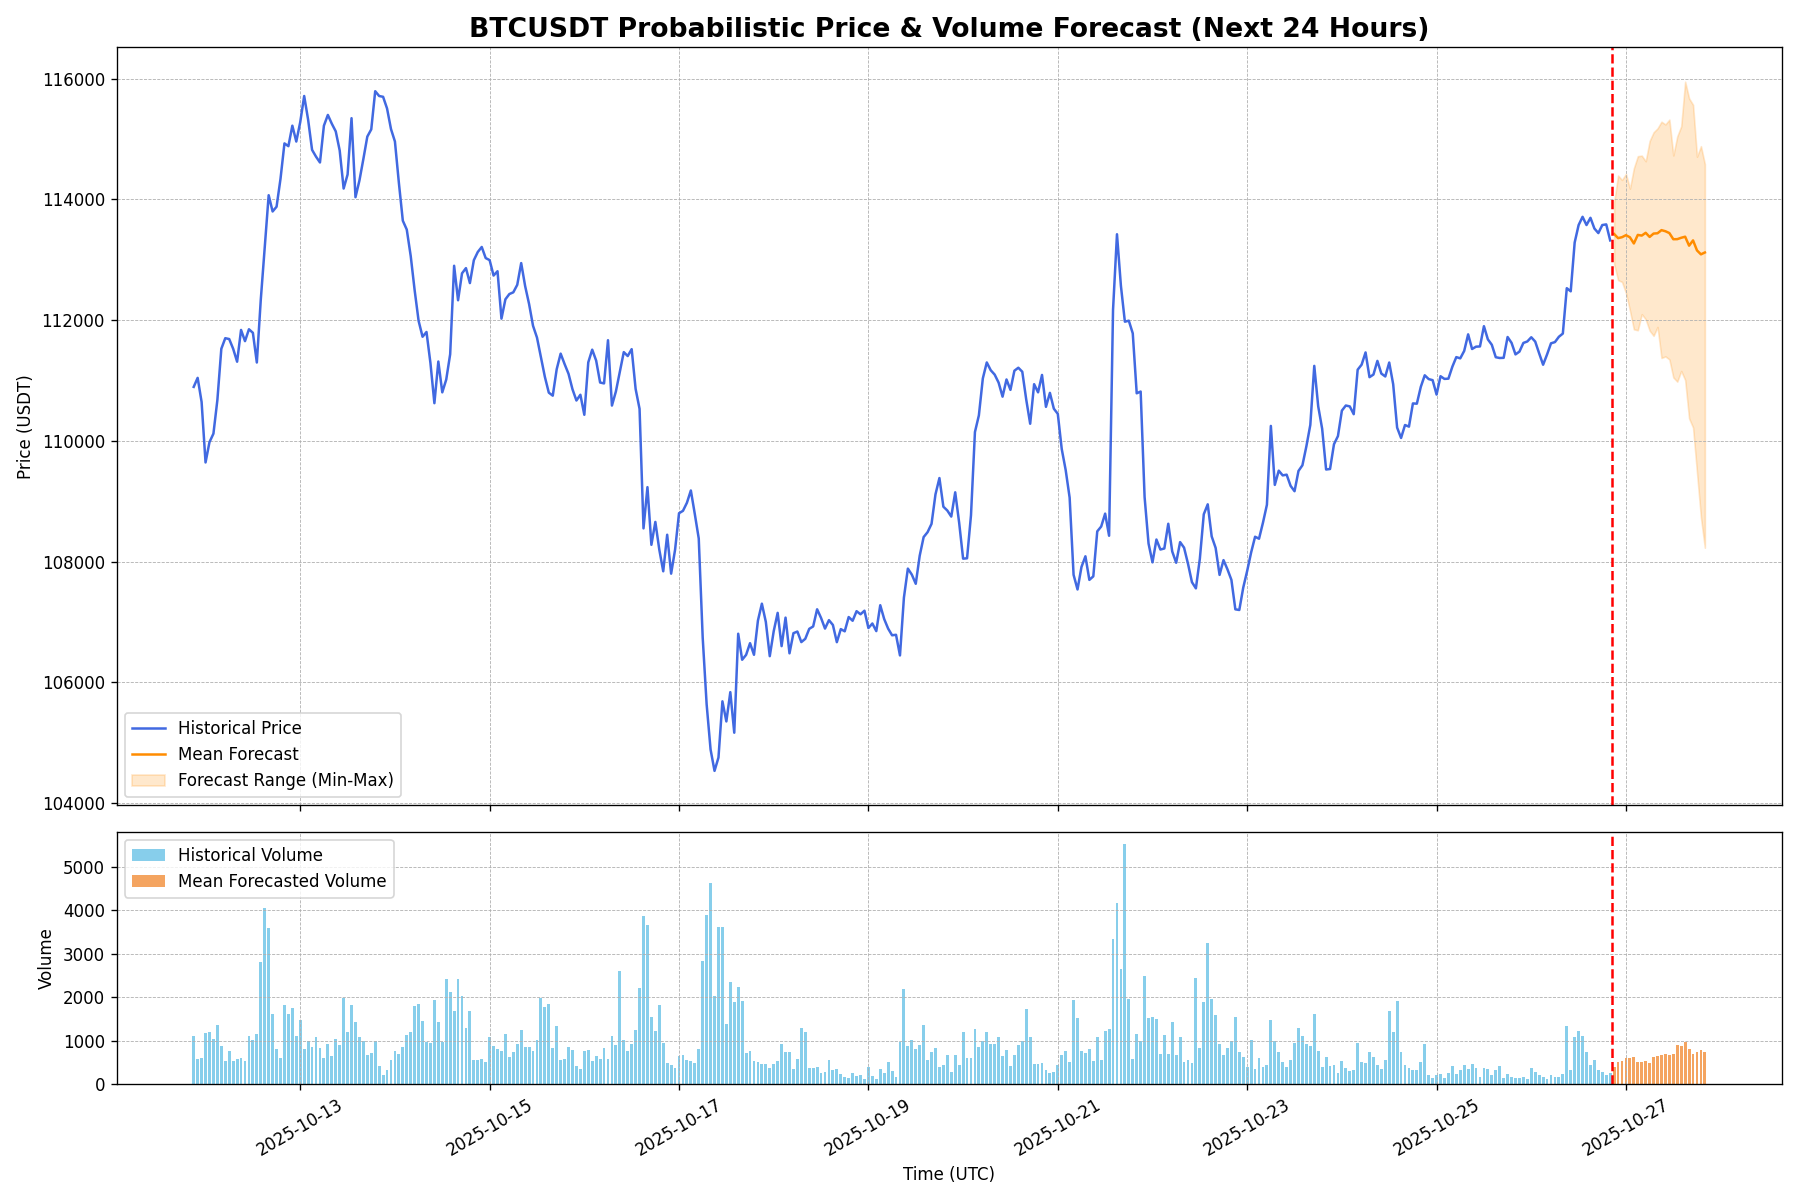 BTCUSDT Probabilistic Price & Volume Forecast (Next 24 Hours)
116000
114000
112000
110000
108000
106000
104000
Price (USDT)
Historical Price
Mean Forecast
Forecast Range (Min-Max)
5000
4000
3000
2000
1000
0
Volume
Historical Volume
Mean Forecasted Volume
2025-10-13
2025-10-15
2025-10-17
2025-10-19
2025-10-21
2025-10-23
2025-10-25
2025-10-27
Time (UTC)